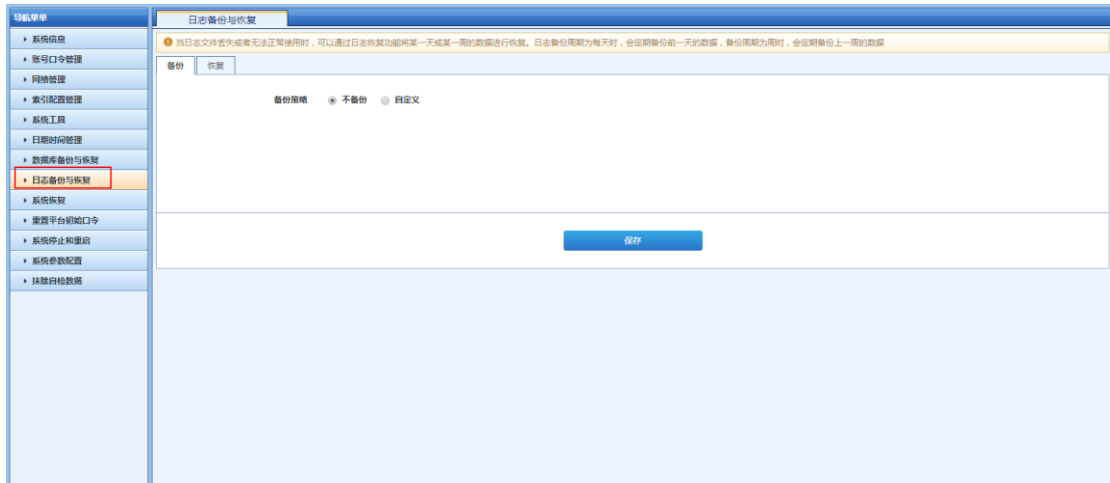 导航菜单
日志备份与恢复
系统信息
账号口令管理
网络管理
索引配置管理
系统工具
日期时间管理
数据库备份与恢复
日志备份与恢复
系统恢复
重置平台初始口令
系统停止和重启
系统参数配置
抹除自检数据
当日志文件丢失或者无法正常使用时，可以通过日志恢复功能将某一天或某一周的数据进行恢复。日志备份周期为每天时，会定期备份前一天的数据，备份周期为周时，会定期备份上一周的数据
备份 恢复
备份策略 不备份 自定义
保存